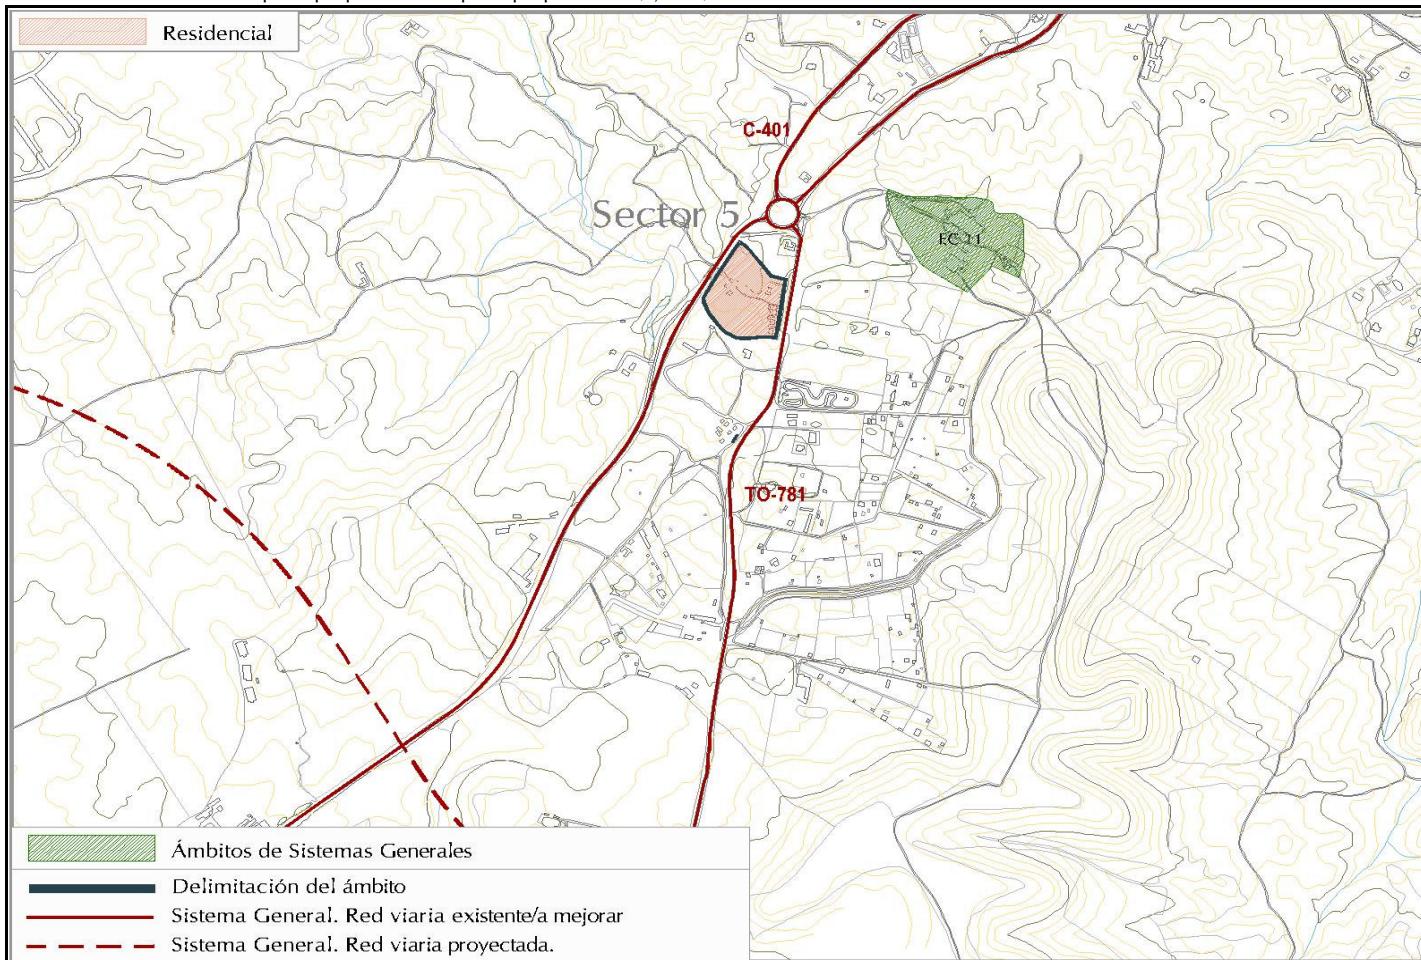 Residencial
C-401
Sector 5
EC-11
TO-781
Ámbitos de Sistemas Generales
Delimitación del ámbito
Sistema General. Red viaria existente/a mejorar
Sistema General. Red viaria proyectada.